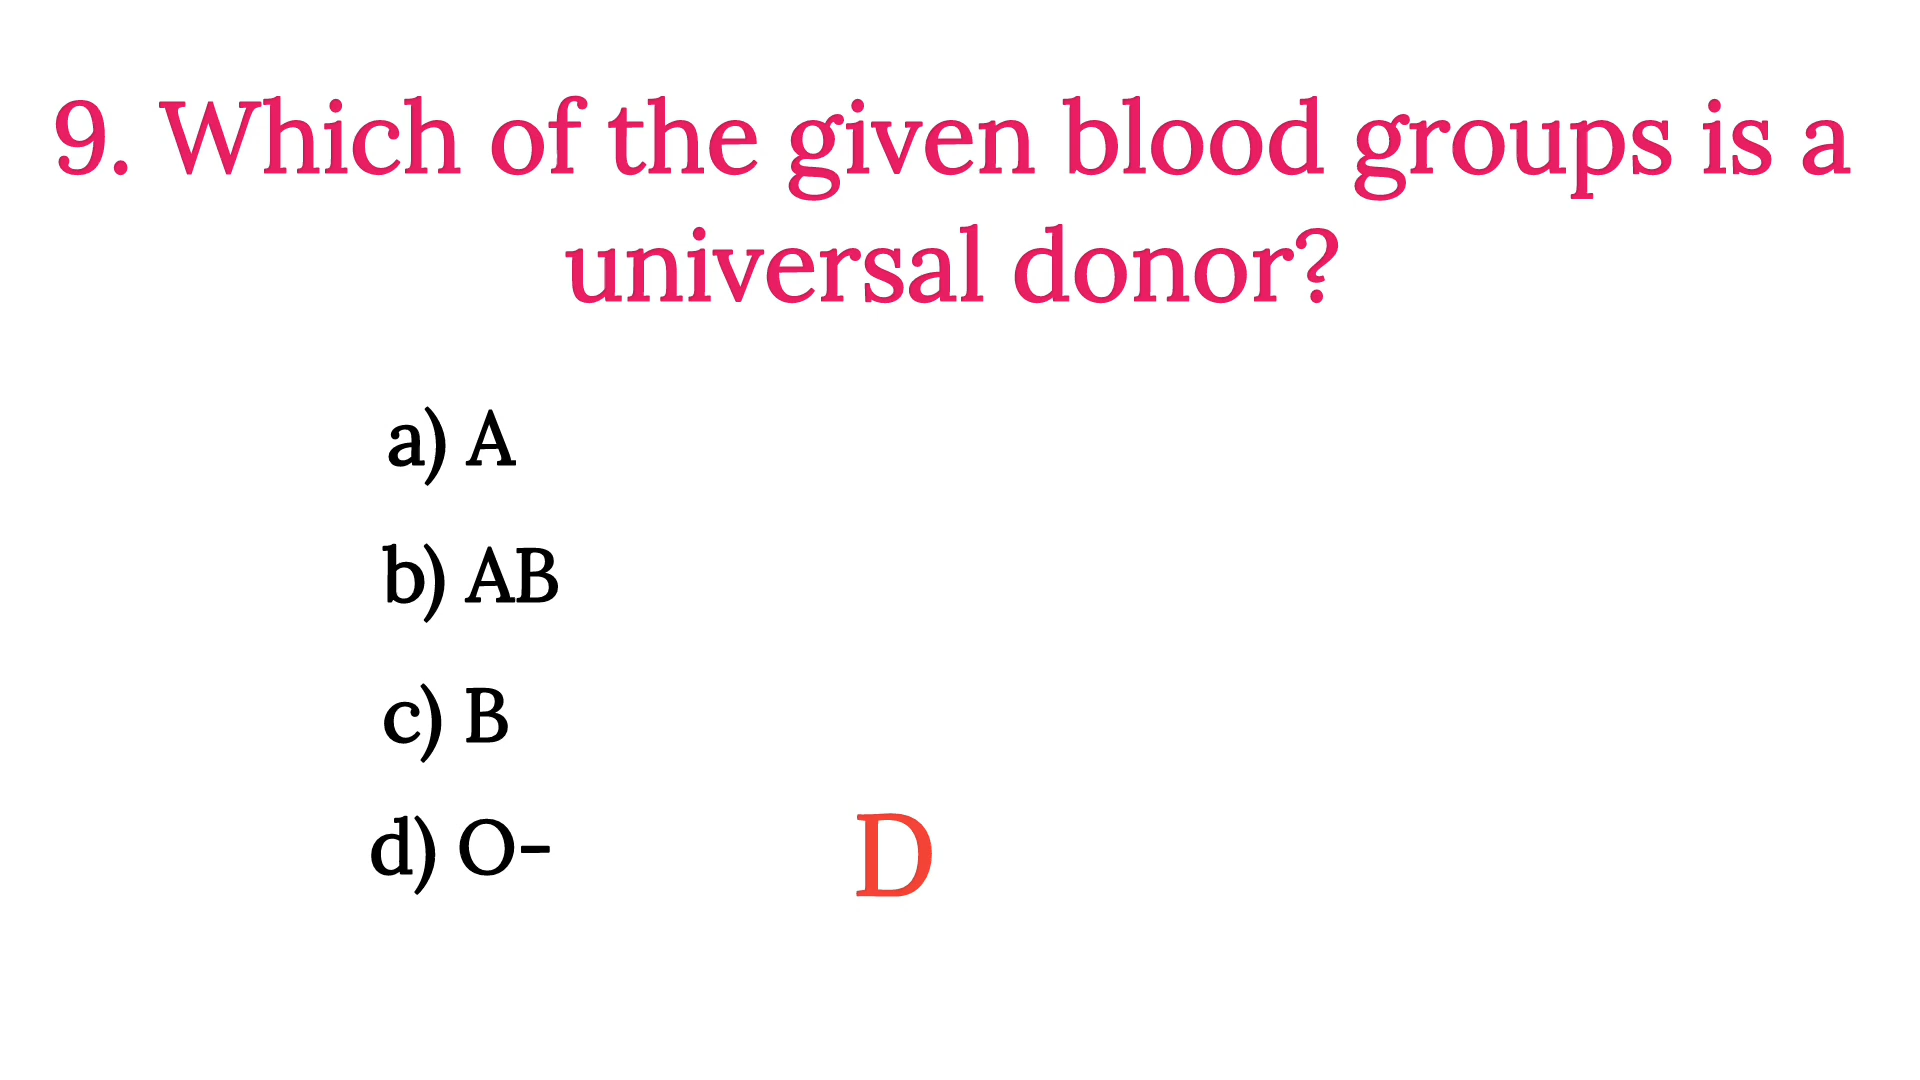 9. Which of the given blood groups is a
universal donor?
a) A
b) AB
c) B
d) O-
D